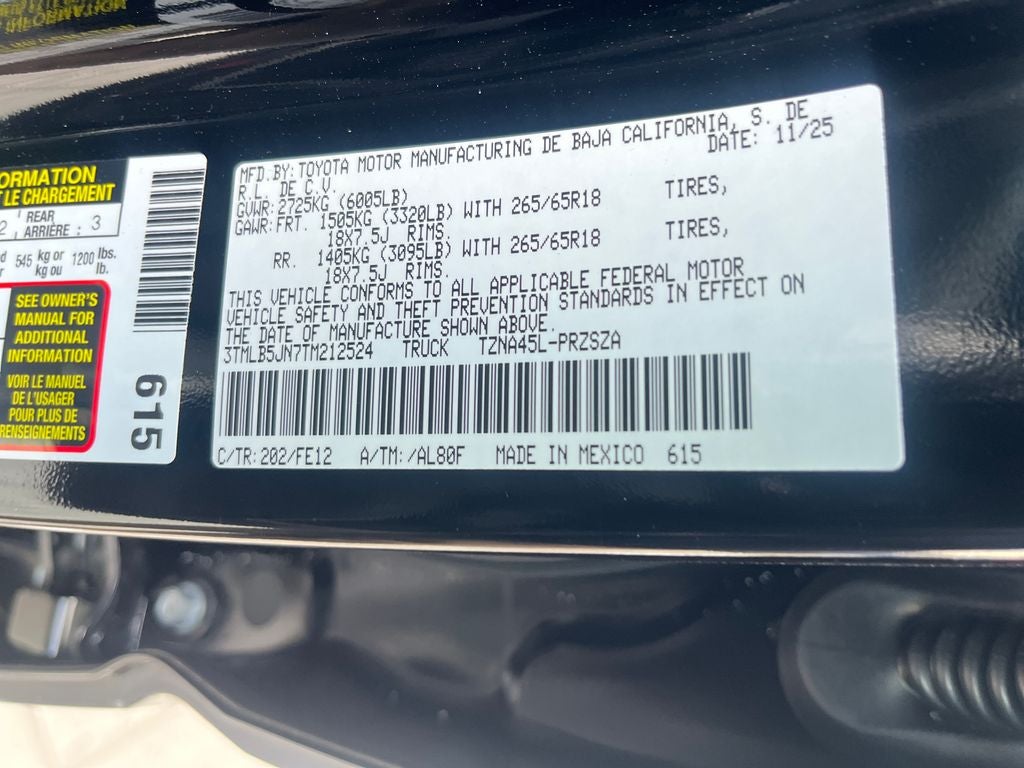 ORMATION
T LE CHARGEMENT
2 REAR ARRIÈRE : 3
545 kg or kg ou 1200 lbs. lb.
SEE OWNER'S
MANUAL FOR
ADDITIONAL
INFORMATION
VOIR LE MANUEL
DE L'USAGER
POUR PLUS DE
RENSEIGNEMENTS
615
MFD.BY:TOYOTA MOTOR MANUFACTURING DE BAJA CALIFORNIA, S. DE
R.L. DE C.V. DATE: 11/25
GVWR:2725KG (6005LB)
GAWR:FRT. 1505KG (3320LB) WITH 265/65R18 TIRES,
18X7.5J RIMS.
RR. 1405KG (3095LB) WITH 265/65R18 TIRES,
18X7.5J RIMS.
THIS VEHICLE CONFORMS TO ALL APPLICABLE FEDERAL MOTOR
VEHICLE SAFETY AND THEFT PREVENTION STANDARDS IN EFFECT ON
THE DATE OF MANUFACTURE SHOWN ABOVE.
3TMLB5JN7TM212524 TRUCK TZNA45L-PRZSZA
C/TR:202/FE12 A/TM:/AL80F MADE IN MEXICO 615